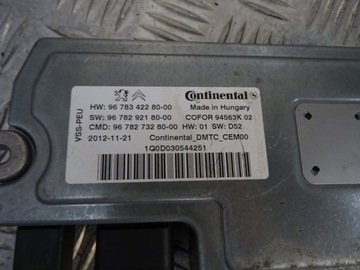 Continental
HW: 96 783 422 80-00 Made in Hungary
SW: 96 782 921 80-00 COFOR 94563K 02
CMD: 96 782 732 80-00 HW: 01 SW: D52
2012-11-21 Continental_DMTC_CEM00
1Q0D030544251
VSS-PEU